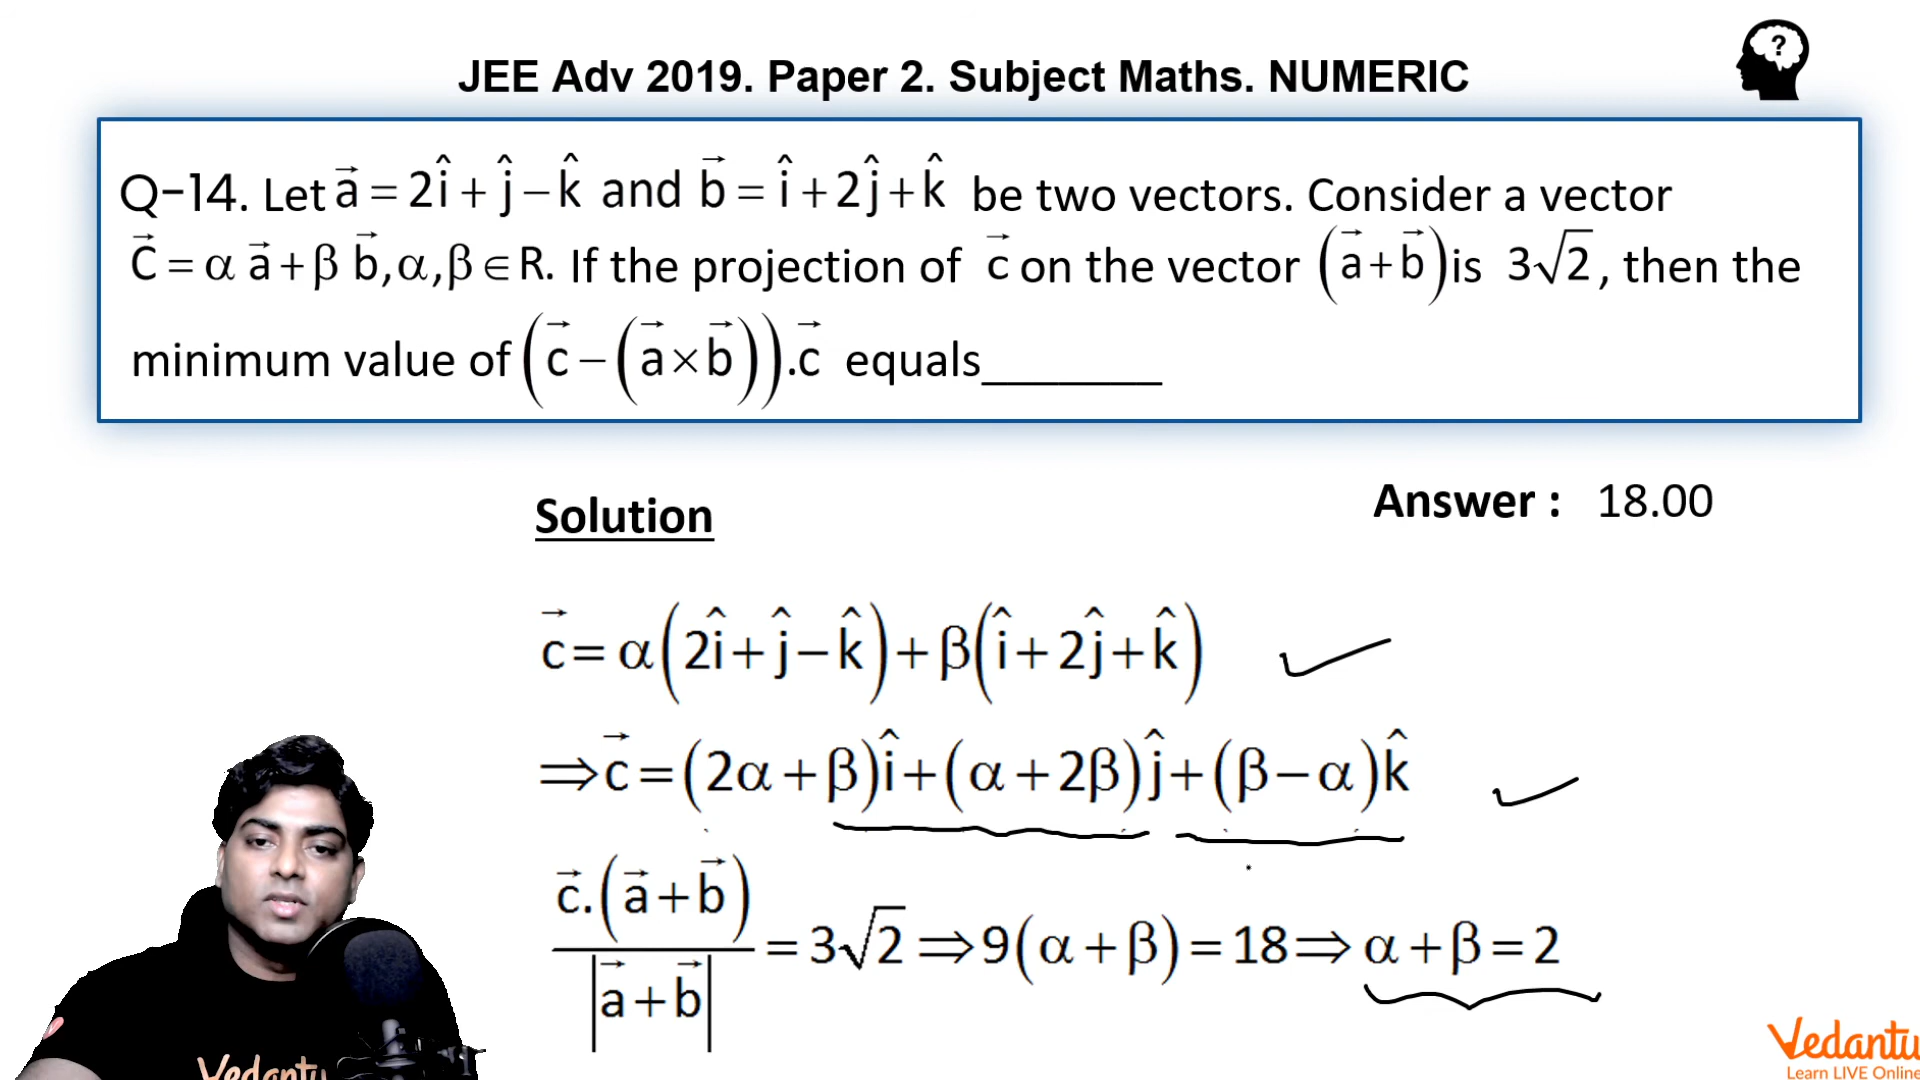 JEE Adv 2019. Paper 2. Subject Maths. NUMERIC
?
Q-14. Let a⃗ = 2î + ĵ − k̂ and b⃗ = î + 2ĵ + k̂ be two vectors. Consider a vector
C⃗ = α a⃗ + β b⃗, α, β ∈ R. If the projection of c⃗ on the vector (a⃗ + b⃗) is 3√2, then the
minimum value of (c⃗ − (a⃗ × b⃗)).c⃗ equals_______
Solution
Answer : 18.00
c⃗ = α(2î + ĵ − k̂) + β(î + 2ĵ + k̂)
⇒ c⃗ = (2α + β)î + (α + 2β)ĵ + (β − α)k̂
c⃗.(a⃗ + b⃗) / |a⃗ + b⃗| = 3√2 ⇒ 9(α + β) = 18 ⇒ α + β = 2
Vedantu
Vedantu
Learn LIVE Online